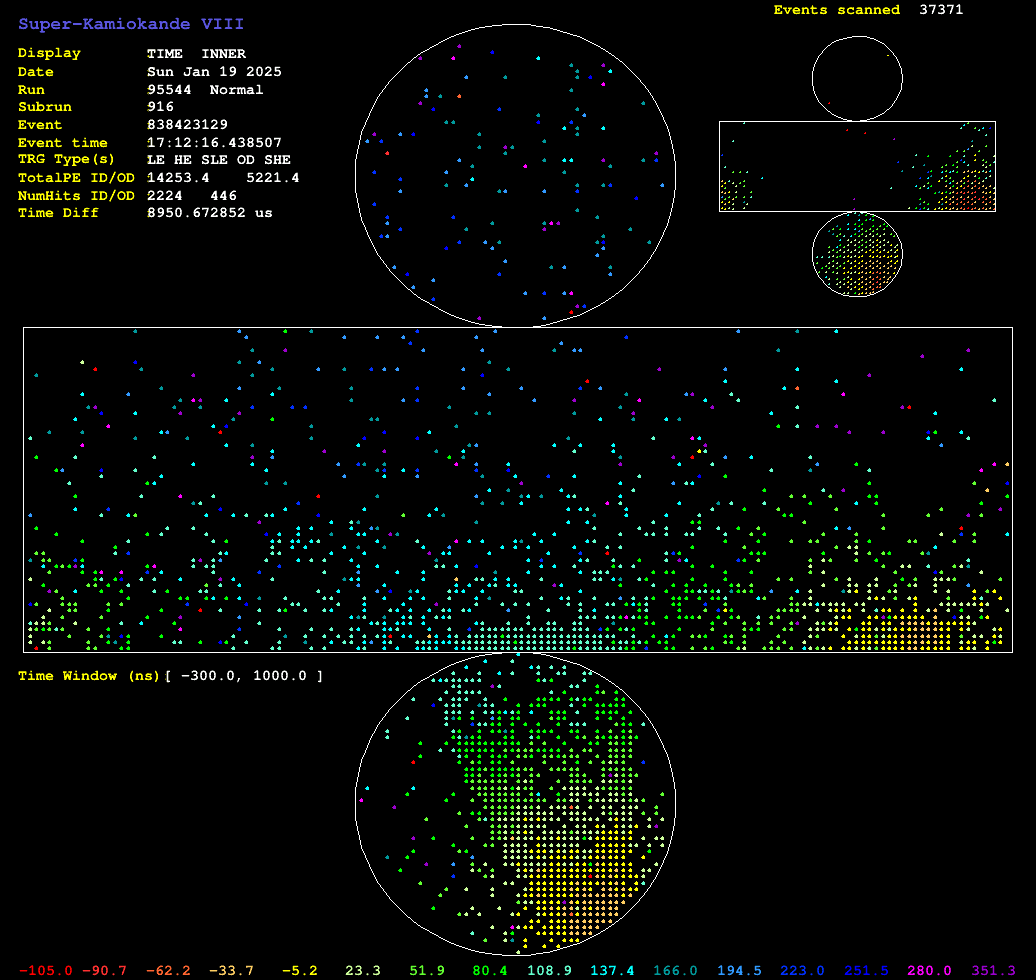 Super-Kamiokande VIII
Events scanned 37371
Display TIME INNER
Date Sun Jan 19 2025
Run 95544 Normal
Subrun 916
Event 838423129
Event time 17:12:16.438507
TRG Type(s) LE HE SLE OD SHE
TotalPE ID/OD 14253.4 5221.4
NumHits ID/OD 2224 446
Time Diff 8950.672852 us
Time Window (ns) [ -300.0, 1000.0 ]
-105.0 -90.7 -62.2 -33.7 -5.2 23.3 51.9 80.4 108.9 137.4 166.0 194.5 223.0 251.5 280.0 351.3